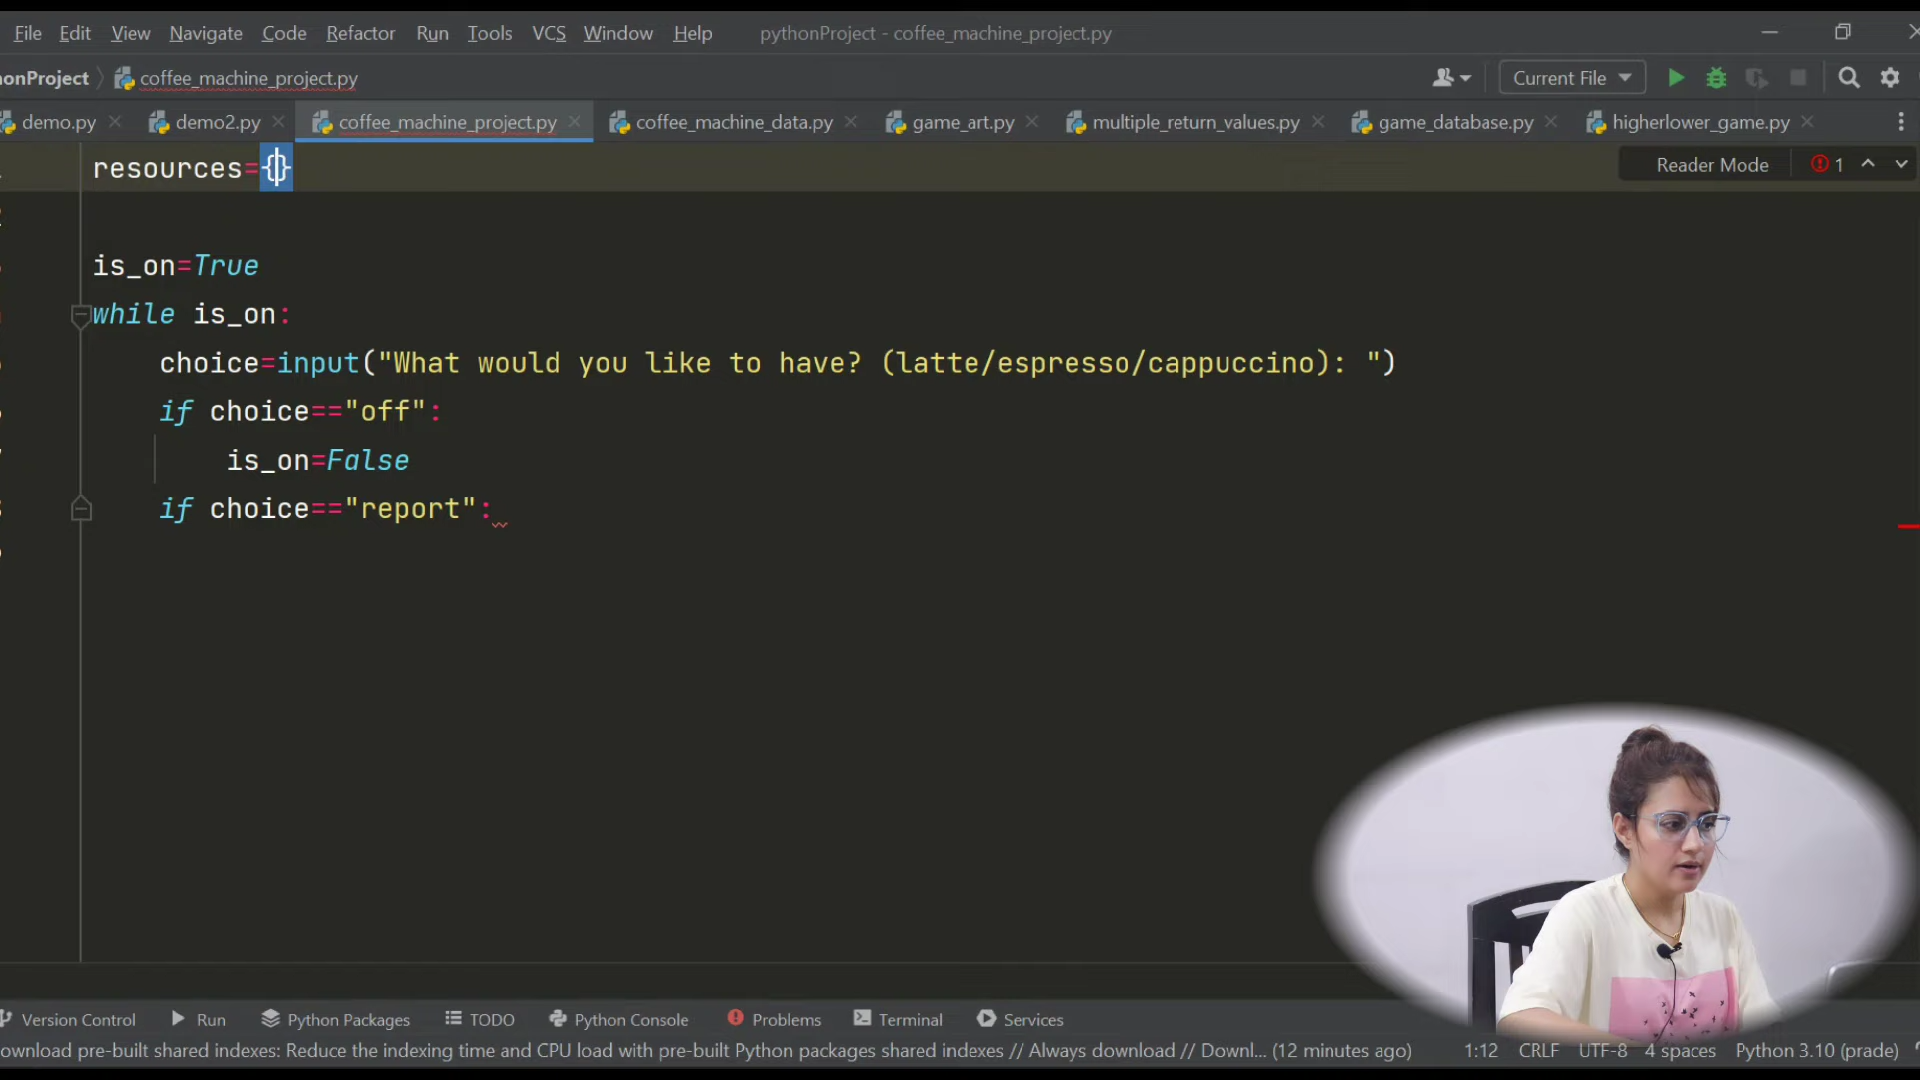 File Edit View Navigate Code Refactor Run Tools VCS Window Help pythonProject - coffee_machine_project.py
honProject coffee_machine_project.py Current File
demo.py demo2.py coffee_machine_project.py coffee_machine_data.py game_art.py multiple_return_values.py game_database.py higherlower_game.py
resources={} Reader Mode 1
is_on=True
while is_on:
choice=input("What would you like to have? (latte/espresso/cappuccino): ")
if choice=="off":
is_on=False
if choice=="report":
Version Control Run Python Packages TODO Python Console Problems Terminal Services
ownload pre-built shared indexes: Reduce the indexing time and CPU load with pre-built Python packages shared indexes // Always download // Downl... (12 minutes ago) 1:12 CRLF UTF-8 4 spaces Python 3.10 (prade)